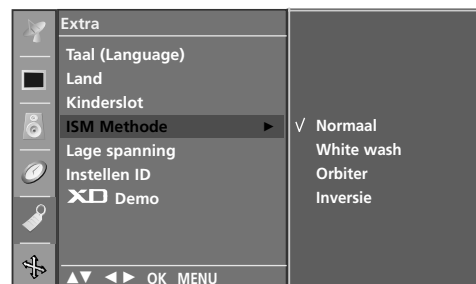 Extra
Taal (Language)
Land
Kinderslot
ISM Methode ►
Lage spanning
Instellen ID
XD Demo
▲▼ ◄► OK MENU
√ Normaal
White wash
Orbiter
Inversie